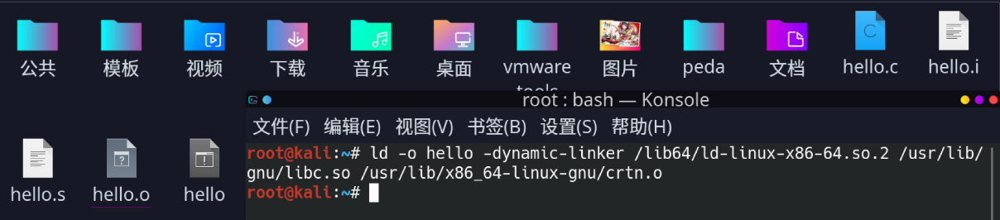 公共 模板 视频 下载 音乐 桌面 vmware 图片 peda 文档 hello.c hello.i
tools
root : bash — Konsole
文件(F) 编辑(E) 视图(V) 书签(B) 设置(S) 帮助(H)
root@kali:~# ld -o hello -dynamic-linker /lib64/ld-linux-x86-64.so.2 /usr/lib/
gnu/libc.so /usr/lib/x86_64-linux-gnu/crtn.o
root@kali:~#
hello.s hello.o hello